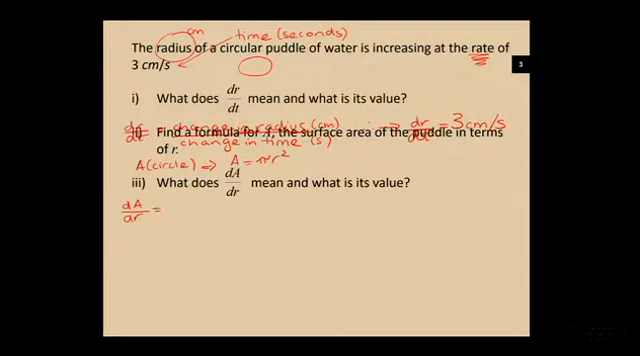 cm time (seconds)
The radius of a circular puddle of water is increasing at the rate of
3 cm/s
3
i) What does dr/dt mean and what is its value?
dr/dt = change in radius (cm) / change in time (s) → dr/dt = 3 cm/s
ii) Find a formula for A, the surface area of the puddle in terms
of r.
A (circle) ⇒ A = πr²
iii) What does dA/dr mean and what is its value?
dA/dr =